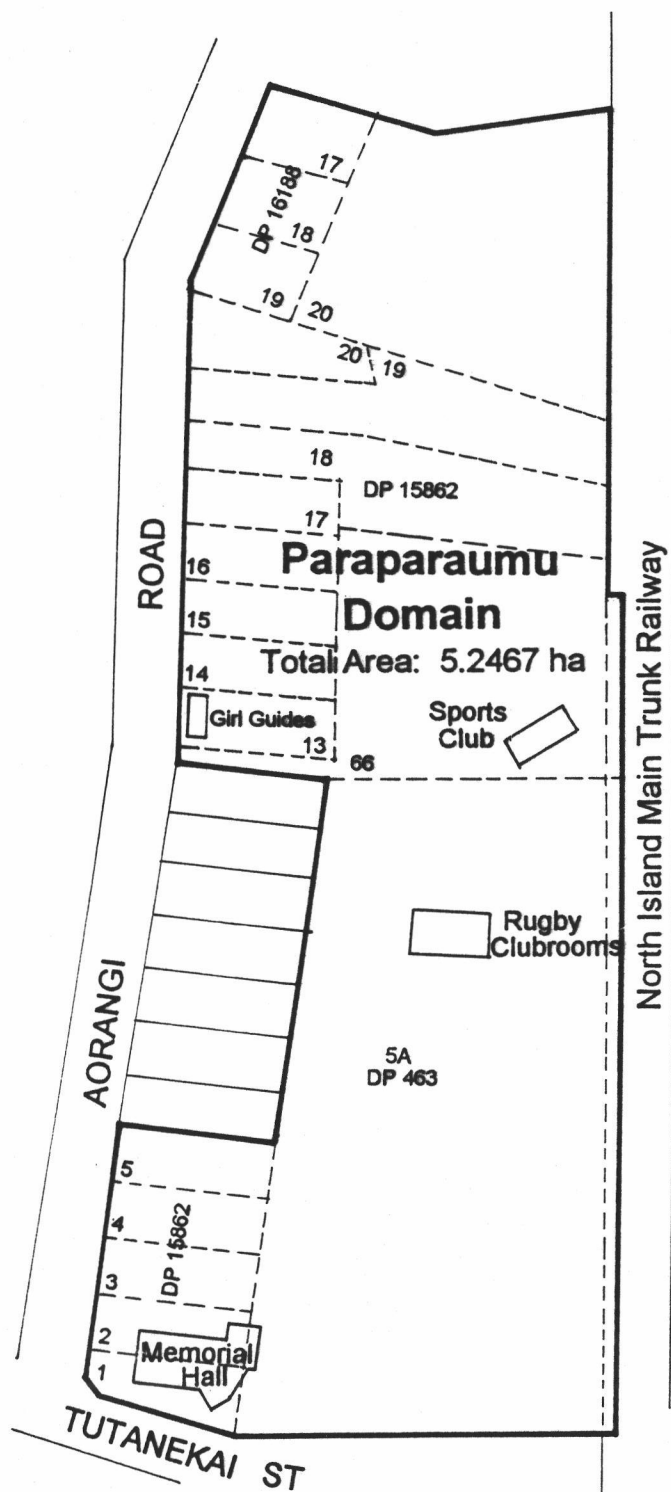 17
DP 16188
18
19
20
20
19
18
DP 15862
17
Paraparaumu
Domain
Total Area: 5.2467 ha
16
15
14
Girl Guides
13
Sports
Club
66
ROAD
North Island Main Trunk Railway
Rugby
Clubrooms
AORANGI
5A
DP 463
5
4
DP 15862
3
2
1
Memorial
Hall
TUTANEKAI ST